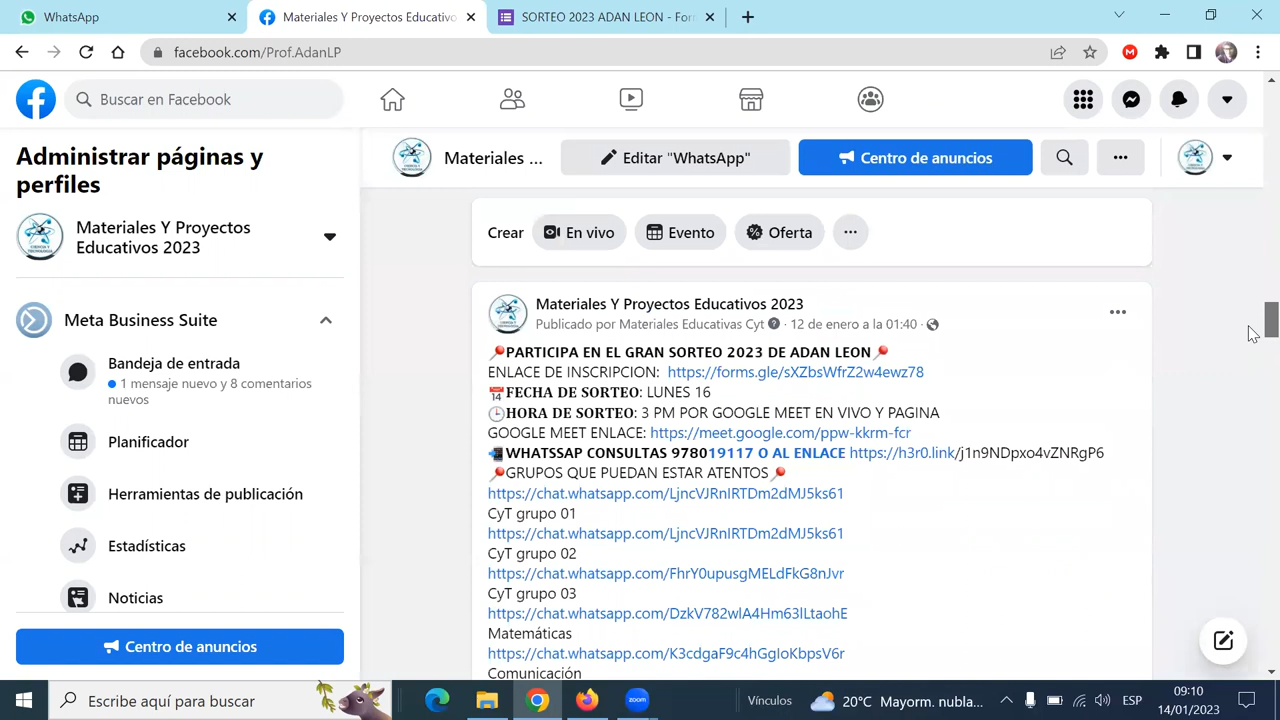 WhatsApp
Materiales Y Proyectos Educativo
SORTEO 2023 ADAN LEON - For
facebook.com/Prof.AdanLP
M
Buscar en Facebook
Administrar páginas y
perfiles
Materiales ...
Editar "WhatsApp"
Centro de anuncios
Materiales Y Proyectos
Educativos 2023
Crear
En vivo
Evento
Oferta
Meta Business Suite
Materiales Y Proyectos Educativos 2023
Publicado por Materiales Educativas Cyt · 12 de enero a la 01:40 ·
Bandeja de entrada
1 mensaje nuevo y 8 comentarios
nuevos
📍PARTICIPA EN EL GRAN SORTEO 2023 DE ADAN LEON📍
ENLACE DE INSCRIPCION: https://forms.gle/sXZbsWfrZ2w4ewz78
📅FECHA DE SORTEO: LUNES 16
🕒HORA DE SORTEO: 3 PM POR GOOGLE MEET EN VIVO Y PAGINA
GOOGLE MEET ENLACE: https://meet.google.com/ppw-kkrm-fcr
📲WHATSSAP CONSULTAS 978019117 O AL ENLACE https://h3r0.link/j1n9NDpxo4vZNRgP6
📍GRUPOS QUE PUEDAN ESTAR ATENTOS📍
https://chat.whatsapp.com/LjncVJRnIRTDm2dMJ5ks61
CyT grupo 01
https://chat.whatsapp.com/LjncVJRnIRTDm2dMJ5ks61
CyT grupo 02
https://chat.whatsapp.com/FhrY0upusgMELdFkG8nJvr
CyT grupo 03
https://chat.whatsapp.com/DzkV782wlA4Hm63lLtaohE
Matemáticas
https://chat.whatsapp.com/K3cdgaF9c4hGgIoKbpsV6r
Comunicación
Planificador
Herramientas de publicación
Estadísticas
Noticias
Centro de anuncios
Escribe aquí para buscar
zoom
Vínculos
20°C Mayorm. nubla...
ESP
09:10
14/01/2023